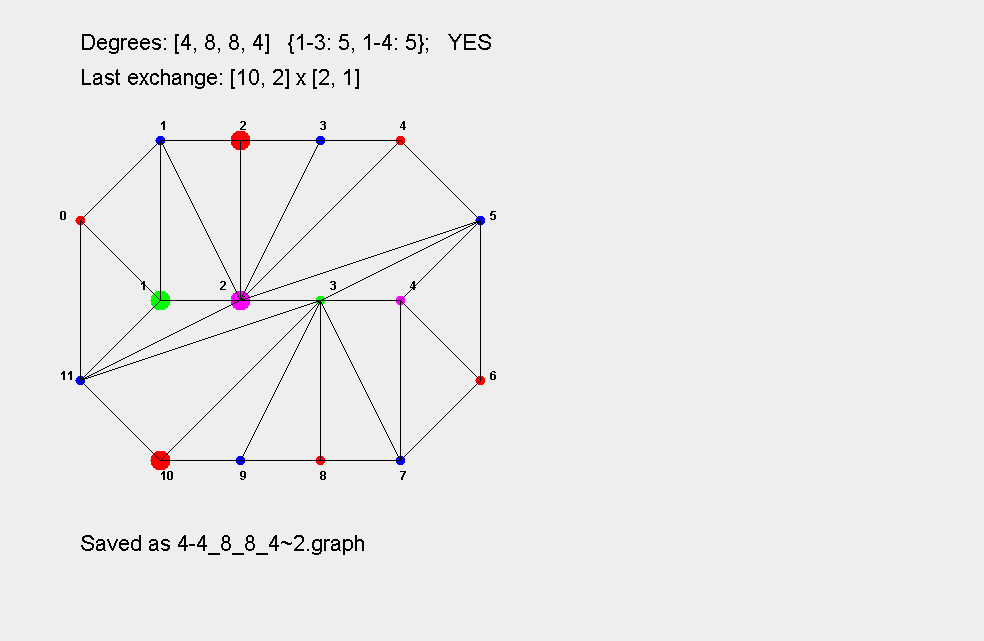 Degrees: [4, 8, 8, 4] {1-3: 5, 1-4: 5}; YES
Last exchange: [10, 2] x [2, 1]
1 2 3 4
0 5
1 2 3 4
11 6
10 9 8 7
Saved as 4-4_8_8_4~2.graph